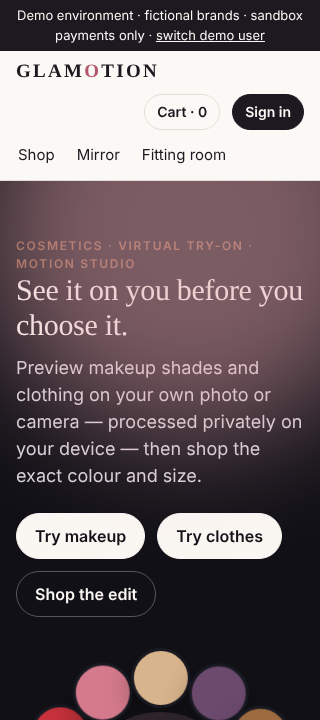 Demo environment · fictional brands · sandbox
payments only · switch demo user
GLAMOTION
Cart · 0
Sign in
Shop Mirror Fitting room
COSMETICS · VIRTUAL TRY-ON ·
MOTION STUDIO
See it on you before you
choose it.
Preview makeup shades and
clothing on your own photo or
camera — processed privately on
your device — then shop the
exact colour and size.
Try makeup
Try clothes
Shop the edit